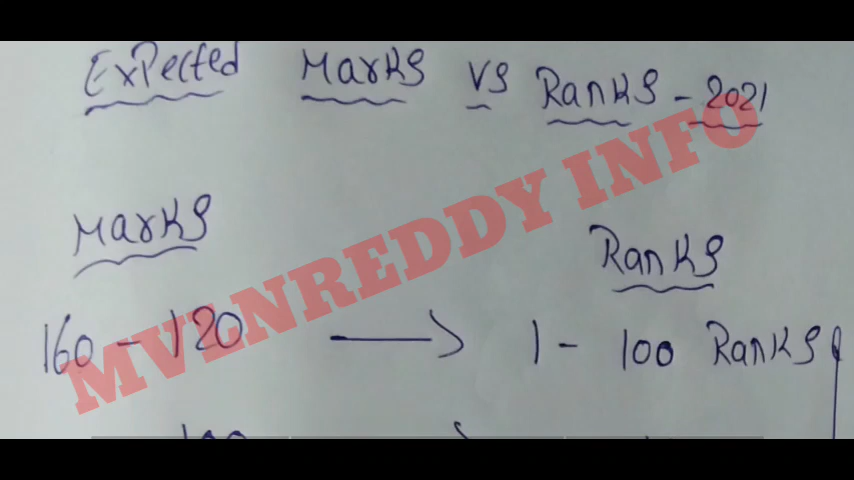 Expected Marks vs Ranks - 2021
MVLNREDDY INFO
Marks
Ranks
160 - 120 → 1 - 100 Ranks